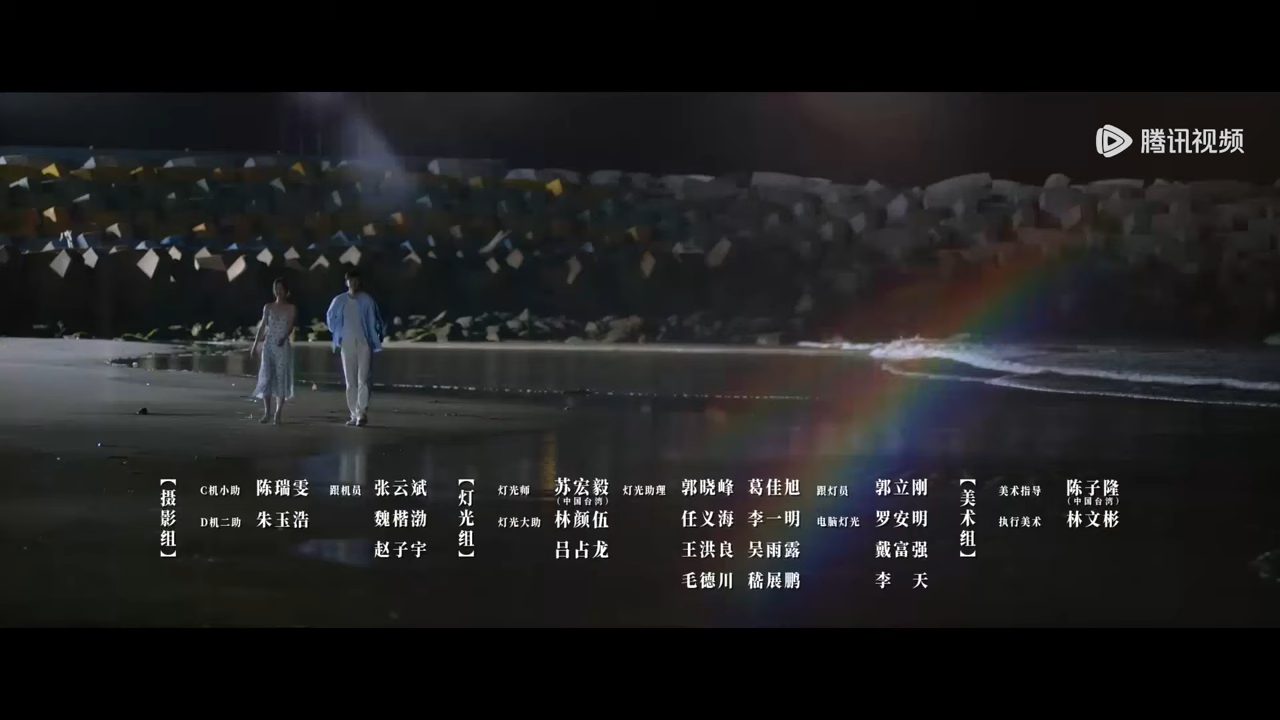 腾讯视频
【摄影组】
C机小助 陈瑞雯 跟机员 张云斌
D机二助 朱玉浩 魏楷渤
赵子宇
【灯光组】
灯光师 苏宏毅 灯光助理 郭晓峰 葛佳旭 跟灯员 郭立刚
(中国台湾)
灯光大助 林颜伍 任义海 李一明 电脑灯光 罗安明
吕占龙 王洪良 吴雨露 戴富强
毛德川 嵇展鹏 李 天
【美术组】
美术指导 陈子隆
(中国台湾)
执行美术 林文彬